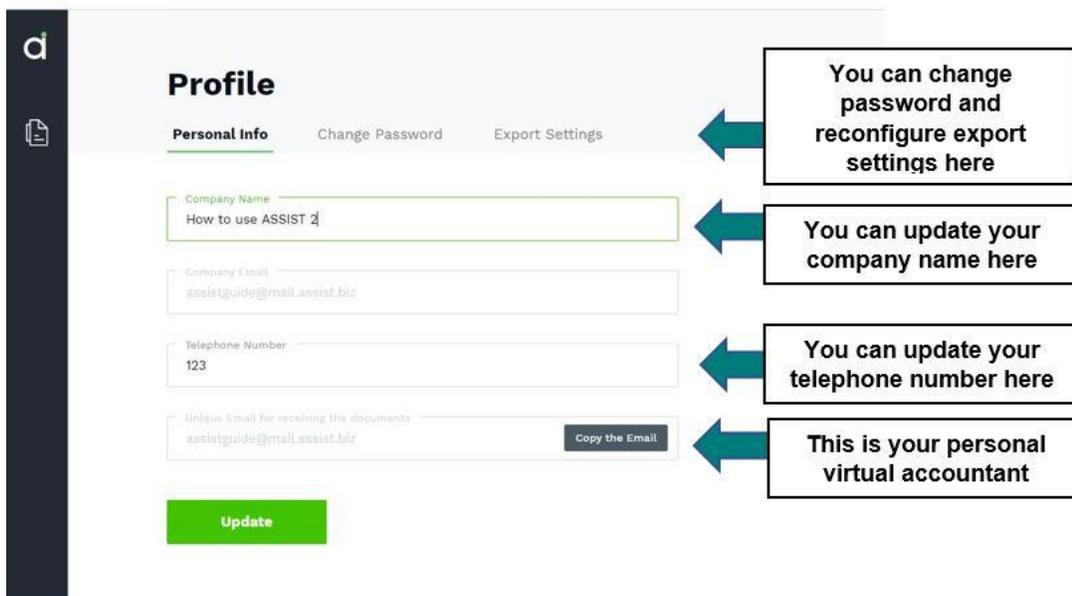 ai
Profile
Personal Info Change Password Export Settings
Company Name
How to use ASSIST 2
Company Email
assistguide@mail.assist.biz
Telephone Number
123
Unique Email for receiving the documents
assistguide@mail.assist.biz
Copy the Email
Update
You can change
password and
reconfigure export
settings here
You can update your
company name here
You can update your
telephone number here
This is your personal
virtual accountant